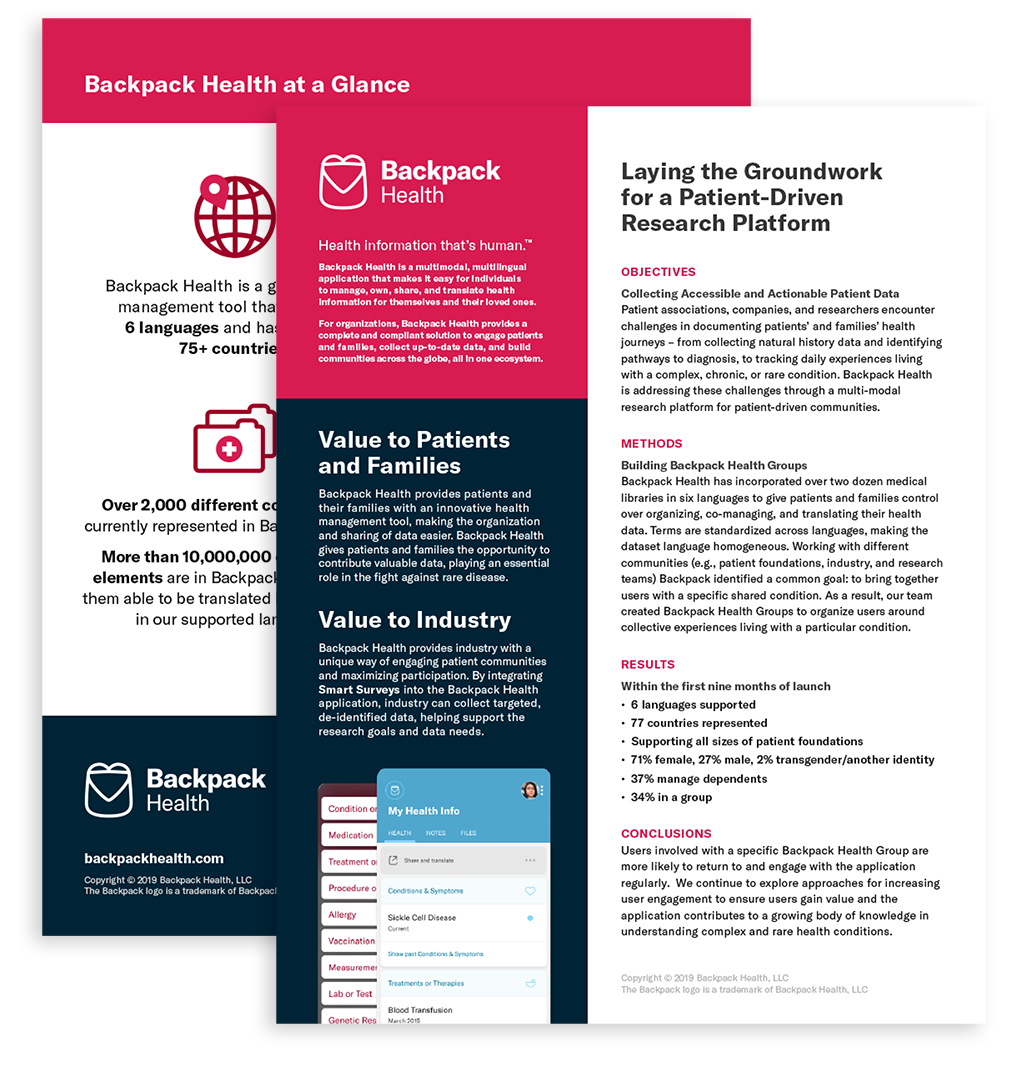 Backpack Health at a Glance
Backpack Health is a g
management tool tha
6 languages and has
75+ countrie
Over 2,000 different co
currently represented in Ba
More than 10,000,000
elements are in Backpack
them able to be translated
in our supported lan
Backpack
Health
backpackhealth.com
Copyright © 2019 Backpack Health, LLC
The Backpack logo is a trademark of Backpac
Backpack
Health
Health information that's human.™
Backpack Health is a multimodal, multilingual
application that makes it easy for individuals
to manage, own, share, and translate health
information for themselves and their loved ones.
For organizations, Backpack Health provides a
complete and compliant solution to engage patients
and families, collect up-to-date data, and build
communities across the globe, all in one ecosystem.
Value to Patients
and Families
Backpack Health provides patients and
their families with an innovative health
management tool, making the organization
and sharing of data easier. Backpack Health
gives patients and families the opportunity to
contribute valuable data, playing an essential
role in the fight against rare disease.
Value to Industry
Backpack Health provides industry with a
unique way of engaging patient communities
and maximizing participation. By integrating
Smart Surveys into the Backpack Health
application, industry can collect targeted,
de-identified data, helping support the
research goals and data needs.
Condition or
Medication
Treatment o
Procedure o
Allergy
Vaccination
Measuremen
Lab or Test
Genetic Res
My Health Info
HEALTH NOTES FILES
Share and translate
Conditions & Symptoms
Sickle Cell Disease
Current
Show past Conditions & Symptoms
Treatments or Therapies
Blood Transfusion
March 2015
Laying the Groundwork
for a Patient-Driven
Research Platform
OBJECTIVES
Collecting Accessible and Actionable Patient Data
Patient associations, companies, and researchers encounter
challenges in documenting patients' and families' health
journeys – from collecting natural history data and identifying
pathways to diagnosis, to tracking daily experiences living
with a complex, chronic, or rare condition. Backpack Health
is addressing these challenges through a multi-modal
research platform for patient-driven communities.
METHODS
Building Backpack Health Groups
Backpack Health has incorporated over two dozen medical
libraries in six languages to give patients and families control
over organizing, co-managing, and translating their health
data. Terms are standardized across languages, making the
dataset language homogeneous. Working with different
communities (e.g., patient foundations, industry, and research
teams) Backpack identified a common goal: to bring together
users with a specific shared condition. As a result, our team
created Backpack Health Groups to organize users around
collective experiences living with a particular condition.
RESULTS
Within the first nine months of launch
• 6 languages supported
• 77 countries represented
• Supporting all sizes of patient foundations
• 71% female, 27% male, 2% transgender/another identity
• 37% manage dependents
• 34% in a group
CONCLUSIONS
Users involved with a specific Backpack Health Group are
more likely to return to and engage with the application
regularly. We continue to explore approaches for increasing
user engagement to ensure users gain value and the
application contributes to a growing body of knowledge in
understanding complex and rare health conditions.
Copyright © 2019 Backpack Health, LLC
The Backpack logo is a trademark of Backpack Health, LLC